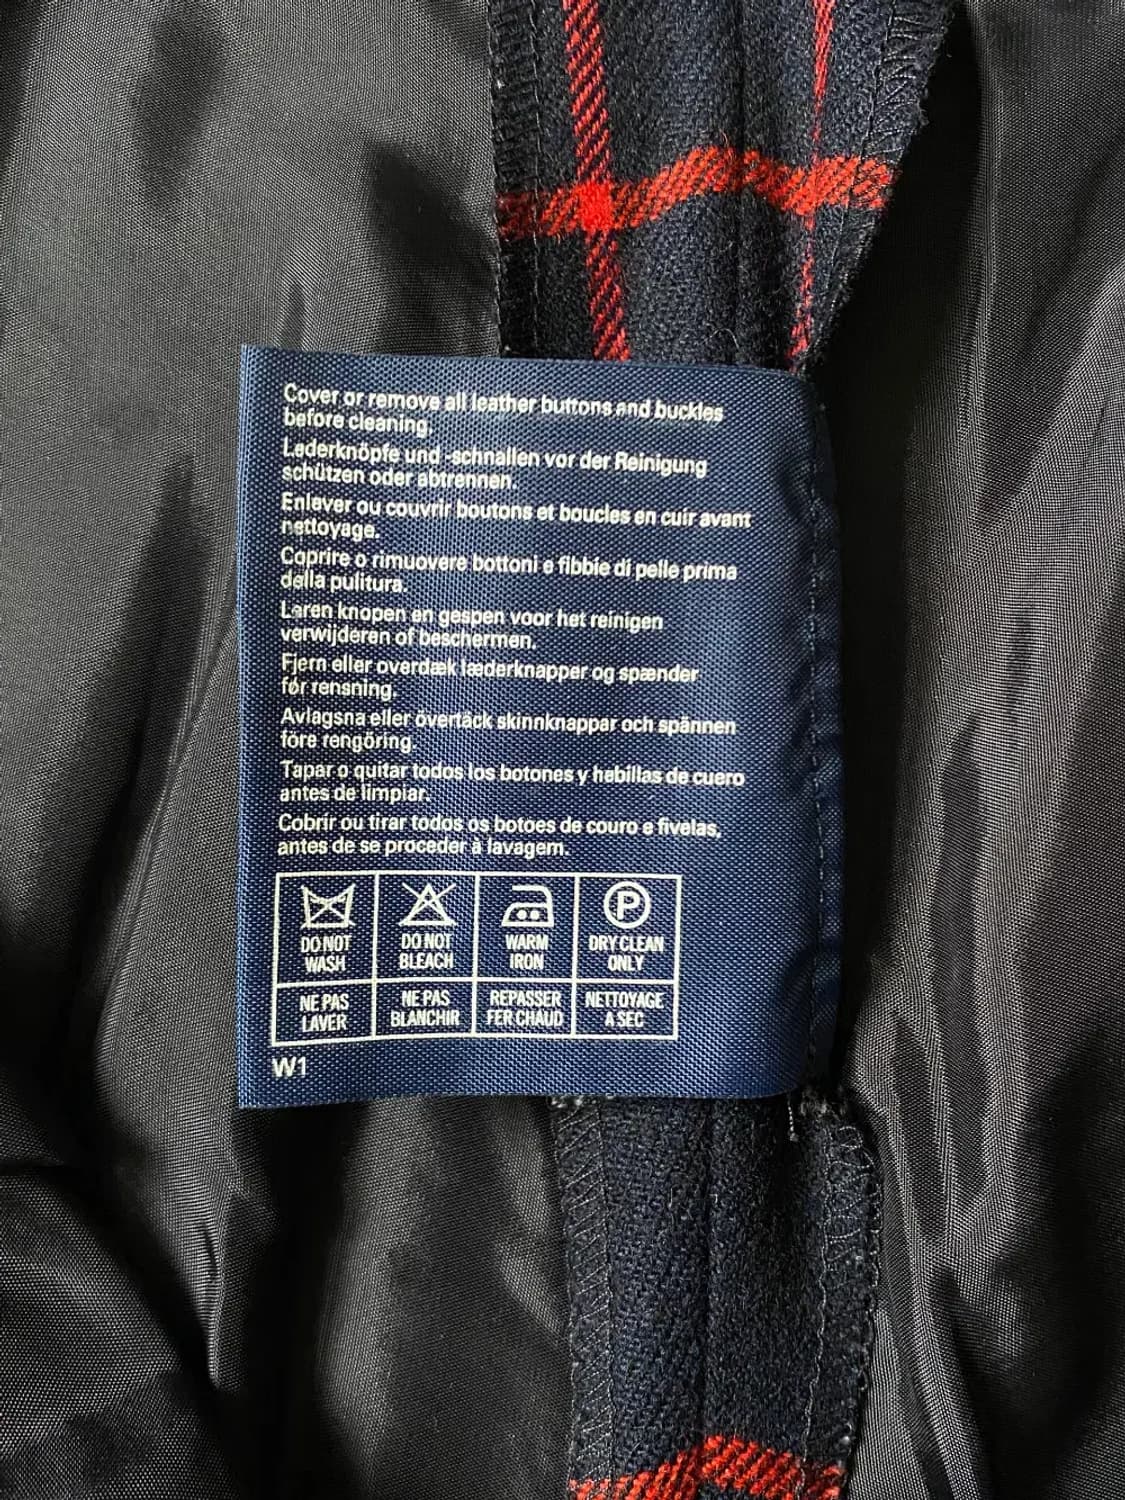 Cover or remove all leather buttons and buckles
before cleaning.
Lederknöpfe und -schnallen vor der Reinigung
schützen oder abtrennen.
Enlever ou couvrir boutons et boucles en cuir avant
nettoyage.
Coprire o rimuovere bottoni e fibbie di pelle prima
della pulitura.
Leren knopen en gespen voor het reinigen
verwijderen of beschermen.
Fjern eller overdæk læderknapper og spænder
før rensning.
Avlagsna eller övertäck skinnknappar och spännen
före rengöring.
Tapar o quitar todos los botones y hebillas de cuero
antes de limpiar.
Cobrir ou tirar todos os botoes de couro e fivelas,
antes de se proceder à lavagem.
P
DO NOT
WASH
DO NOT
BLEACH
WARM
IRON
DRY CLEAN
ONLY
NE PAS
LAVER
NE PAS
BLANCHIR
REPASSER
FER CHAUD
NETTOYAGE
A SEC
W1